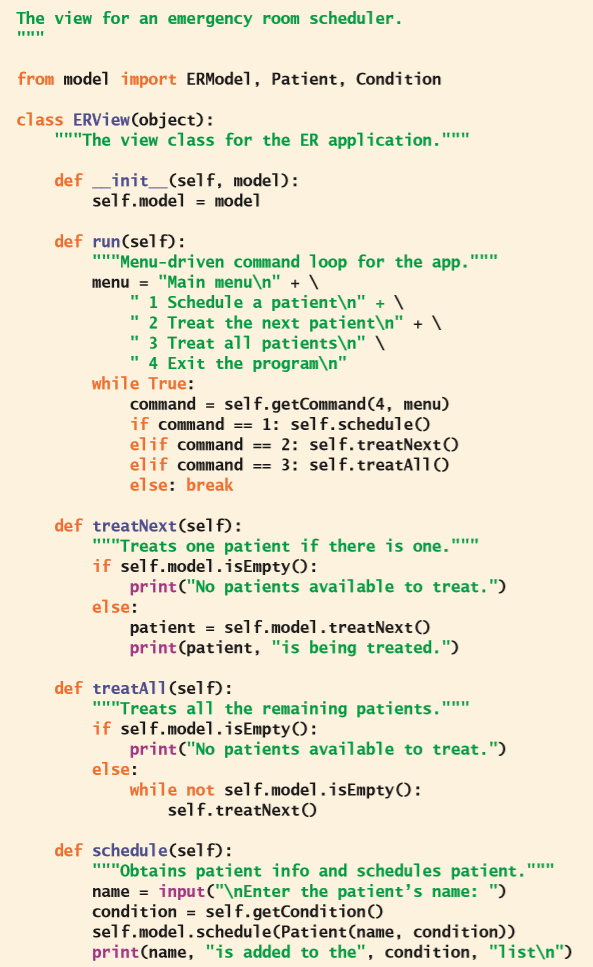 The view for an emergency room scheduler.
"""
from model import ERModel, Patient, Condition
class ERView(object):
"""The view class for the ER application."""
def __init__(self, model):
self.model = model
def run(self):
"""Menu-driven command loop for the app."""
menu = "Main menu\n" + \
" 1 Schedule a patient\n" + \
" 2 Treat the next patient\n" + \
" 3 Treat all patients\n" \
" 4 Exit the program\n"
while True:
command = self.getCommand(4, menu)
if command == 1: self.schedule()
elif command == 2: self.treatNext()
elif command == 3: self.treatAll()
else: break
def treatNext(self):
"""Treats one patient if there is one."""
if self.model.isEmpty():
print("No patients available to treat.")
else:
patient = self.model.treatNext()
print(patient, "is being treated.")
def treatAll(self):
"""Treats all the remaining patients."""
if self.model.isEmpty():
print("No patients available to treat.")
else:
while not self.model.isEmpty():
self.treatNext()
def schedule(self):
"""Obtains patient info and schedules patient."""
name = input("\nEnter the patient’s name: ")
condition = self.getCondition()
self.model.schedule(Patient(name, condition))
print(name, "is added to the", condition, "list\n")